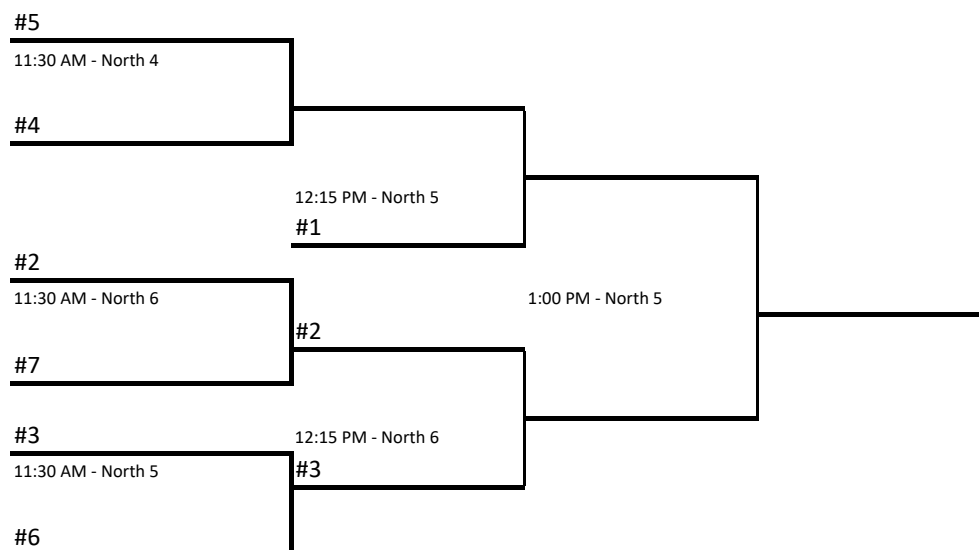 #5
11:30 AM - North 4
#4
12:15 PM - North 5
#1
#2
11:30 AM - North 6
1:00 PM - North 5
#2
#7
#3
12:15 PM - North 6
11:30 AM - North 5
#3
#6